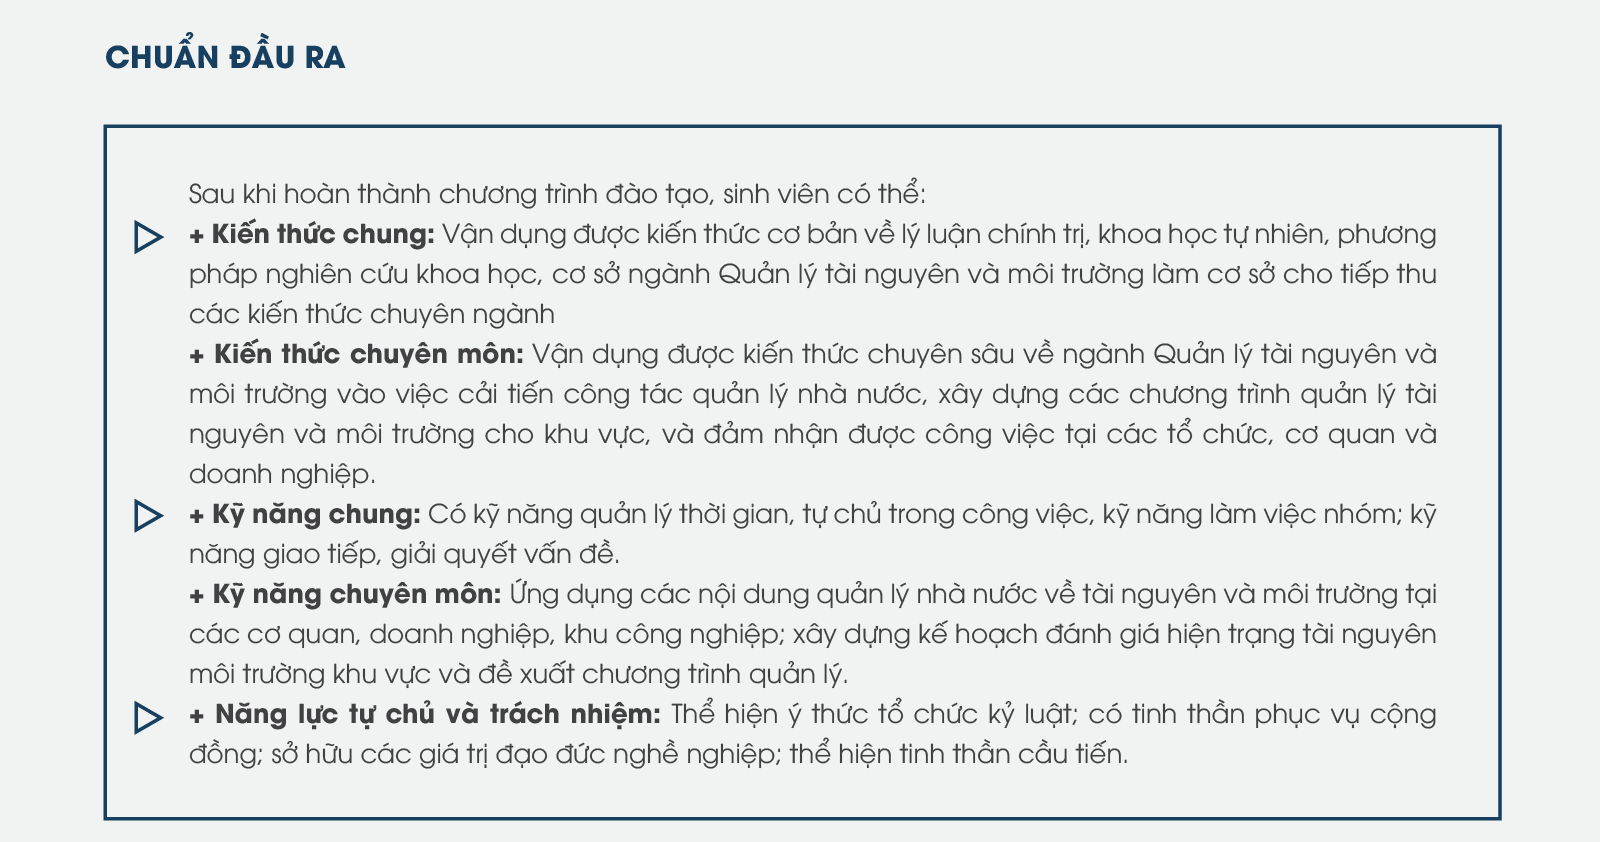 CHUẨN ĐẦU RA
Sau khi hoàn thành chương trình đào tạo, sinh viên có thể:
+ Kiến thức chung: Vận dụng được kiến thức cơ bản về lý luận chính trị, khoa học tự nhiên, phương
pháp nghiên cứu khoa học, cơ sở ngành Quản lý tài nguyên và môi trường làm cơ sở cho tiếp thu
các kiến thức chuyên ngành
+ Kiến thức chuyên môn: Vận dụng được kiến thức chuyên sâu về ngành Quản lý tài nguyên và
môi trường vào việc cải tiến công tác quản lý nhà nước, xây dựng các chương trình quản lý tài
nguyên và môi trường cho khu vực, và đảm nhận được công việc tại các tổ chức, cơ quan và
doanh nghiệp.
+ Kỹ năng chung: Có kỹ năng quản lý thời gian, tự chủ trong công việc, kỹ năng làm việc nhóm; kỹ
năng giao tiếp, giải quyết vấn đề.
+ Kỹ năng chuyên môn: Ứng dụng các nội dung quản lý nhà nước về tài nguyên và môi trường tại
các cơ quan, doanh nghiệp, khu công nghiệp; xây dựng kế hoạch đánh giá hiện trạng tài nguyên
môi trường khu vực và đề xuất chương trình quản lý.
+ Năng lực tự chủ và trách nhiệm: Thể hiện ý thức tổ chức kỷ luật; có tinh thần phục vụ cộng
đồng; sở hữu các giá trị đạo đức nghề nghiệp; thể hiện tinh thần cầu tiến.